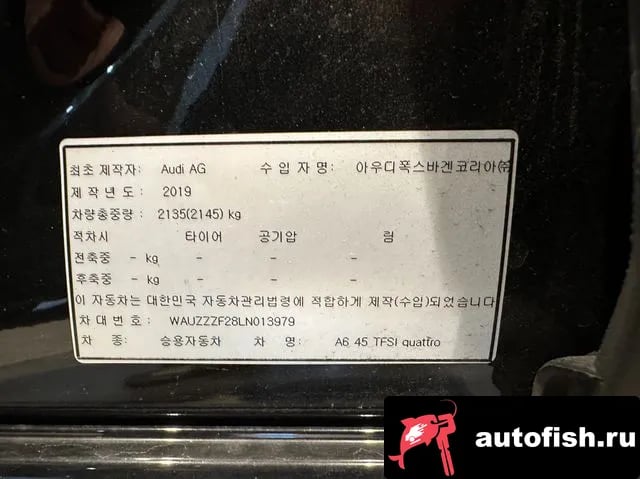 최초 제작자: Audi AG 수 입 자 명: 아우디폭스바겐코리아㈜
제 작 년 도 : 2019
차량총중량 : 2135(2145) kg
적차시 타이어 공기압 림
전축중 - kg - - -
후축중 - kg - - -
이 자동차는 대한민국 자동차관리법령에 적합하게 제작(수입)되었습니다
차 대 번 호 : WAUZZZF28LN013979
차 종: 승용자동차 차 명: A6 45 TFSI quattro
autofish.ru